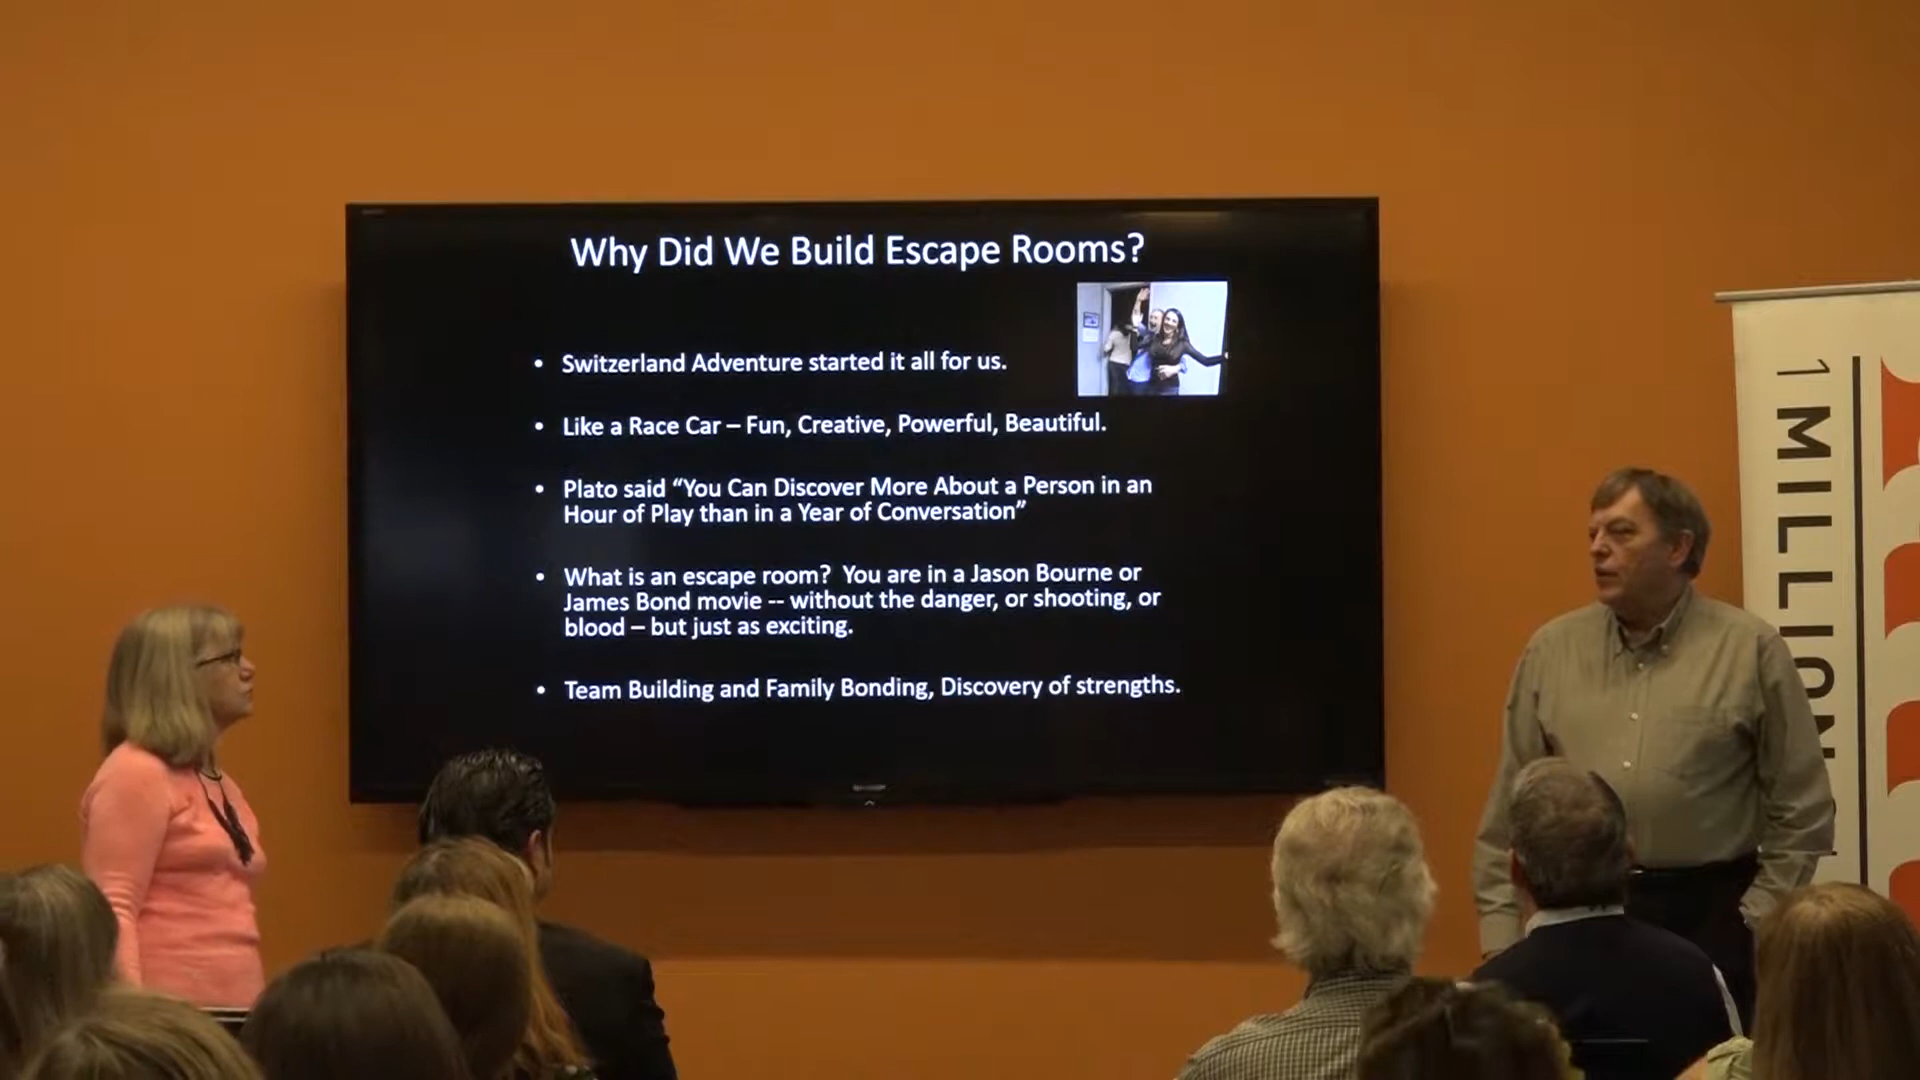 Why Did We Build Escape Rooms?
• Switzerland Adventure started it all for us.
• Like a Race Car – Fun, Creative, Powerful, Beautiful.
• Plato said “You Can Discover More About a Person in an
Hour of Play than in a Year of Conversation”
• What is an escape room?  You are in a Jason Bourne or
James Bond movie -- without the danger, or shooting, or
blood – but just as exciting.
• Team Building and Family Bonding, Discovery of strengths.
1 MILLION